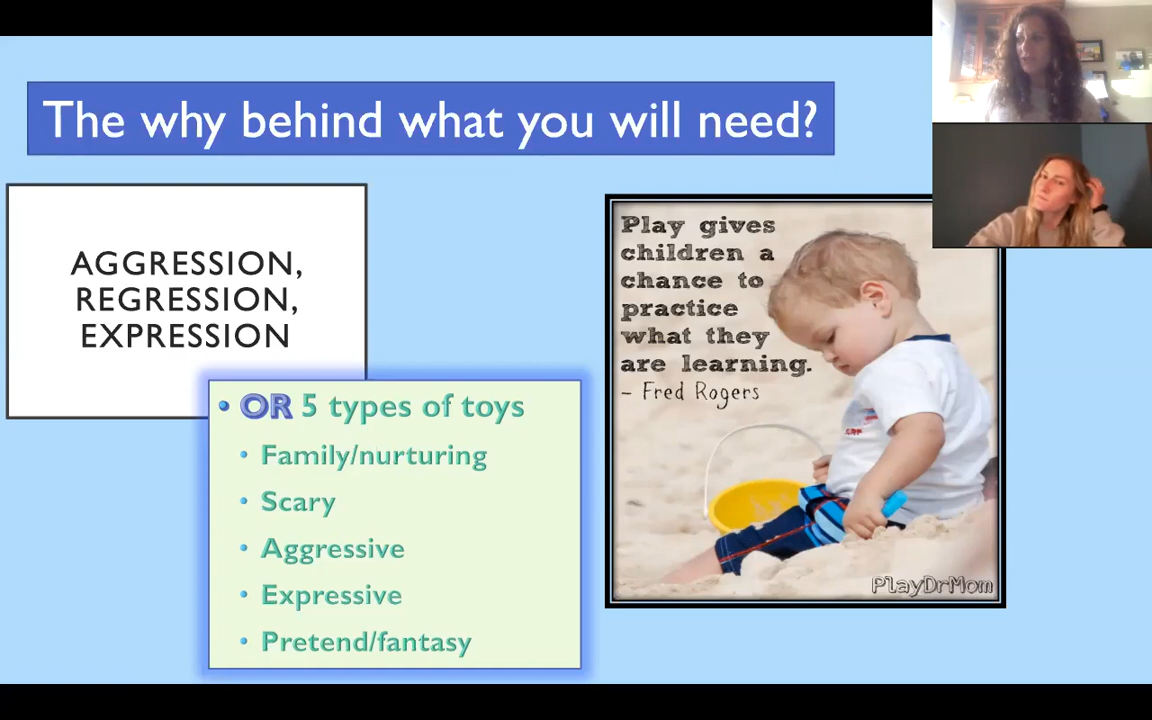 The why behind what you will need?
AGGRESSION,
REGRESSION,
EXPRESSION
• OR 5 types of toys
• Family/nurturing
• Scary
• Aggressive
• Expressive
• Pretend/fantasy
Play gives
children a
chance to
practice
what they
are learning.
- Fred Rogers
PlayDrMom